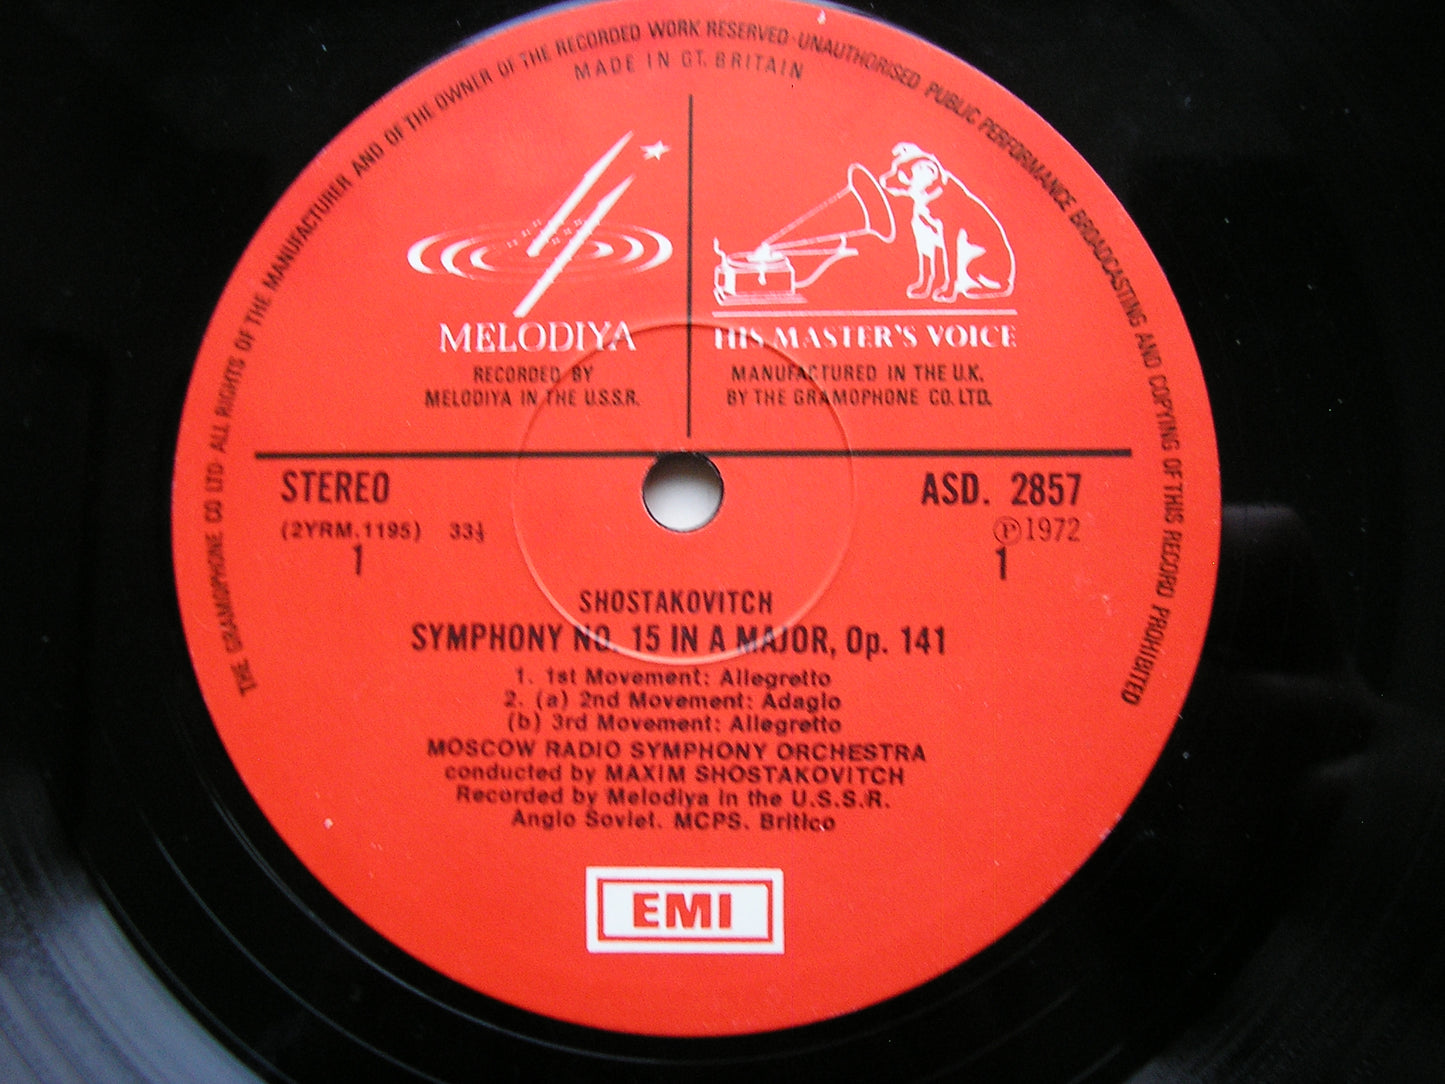 THE GRAMOPHONE CO LTD. ALL RIGHTS OF THE MANUFACTURER AND OF THE OWNER OF THE RECORDED WORK RESERVED·UNAUTHORISED PUBLIC PERFORMANCE BROADCASTING AND COPYING OF THIS RECORD PROHIBITED
MADE IN GT. BRITAIN
MELODIYA
RECORDED BY
MELODIYA IN THE U.S.S.R.
HIS MASTER'S VOICE
MANUFACTURED IN THE U.K.
BY THE GRAMOPHONE CO. LTD.
STEREO
ASD. 2857
(2YRM.1195) 33⅓
Ⓟ1972
1
1
SHOSTAKOVITCH
SYMPHONY NO. 15 IN A MAJOR, Op. 141
1. 1st Movement: Allegretto
2. (a) 2nd Movement: Adagio
(b) 3rd Movement: Allegretto
MOSCOW RADIO SYMPHONY ORCHESTRA
conducted by MAXIM SHOSTAKOVITCH
Recorded by Melodiya in the U.S.S.R.
Anglo Soviet. MCPS. Britico
EMI